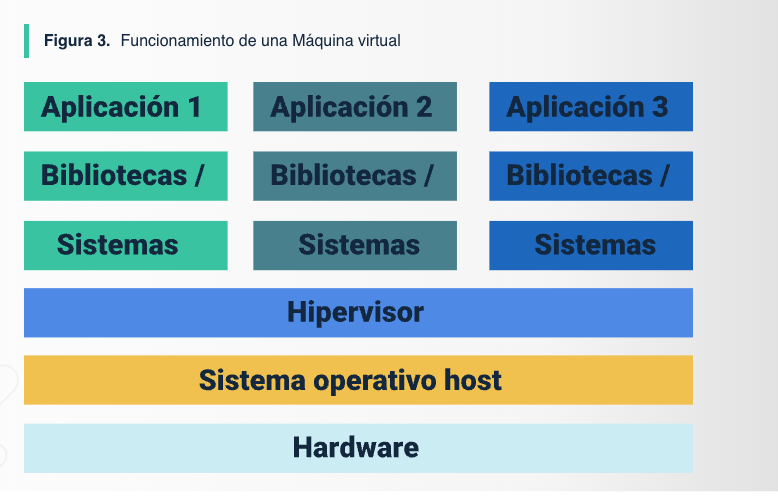 Figura 3. Funcionamiento de una Máquina virtual
Aplicación 1 Aplicación 2 Aplicación 3
Bibliotecas / Bibliotecas / Bibliotecas /
Sistemas Sistemas Sistemas
Hipervisor
Sistema operativo host
Hardware